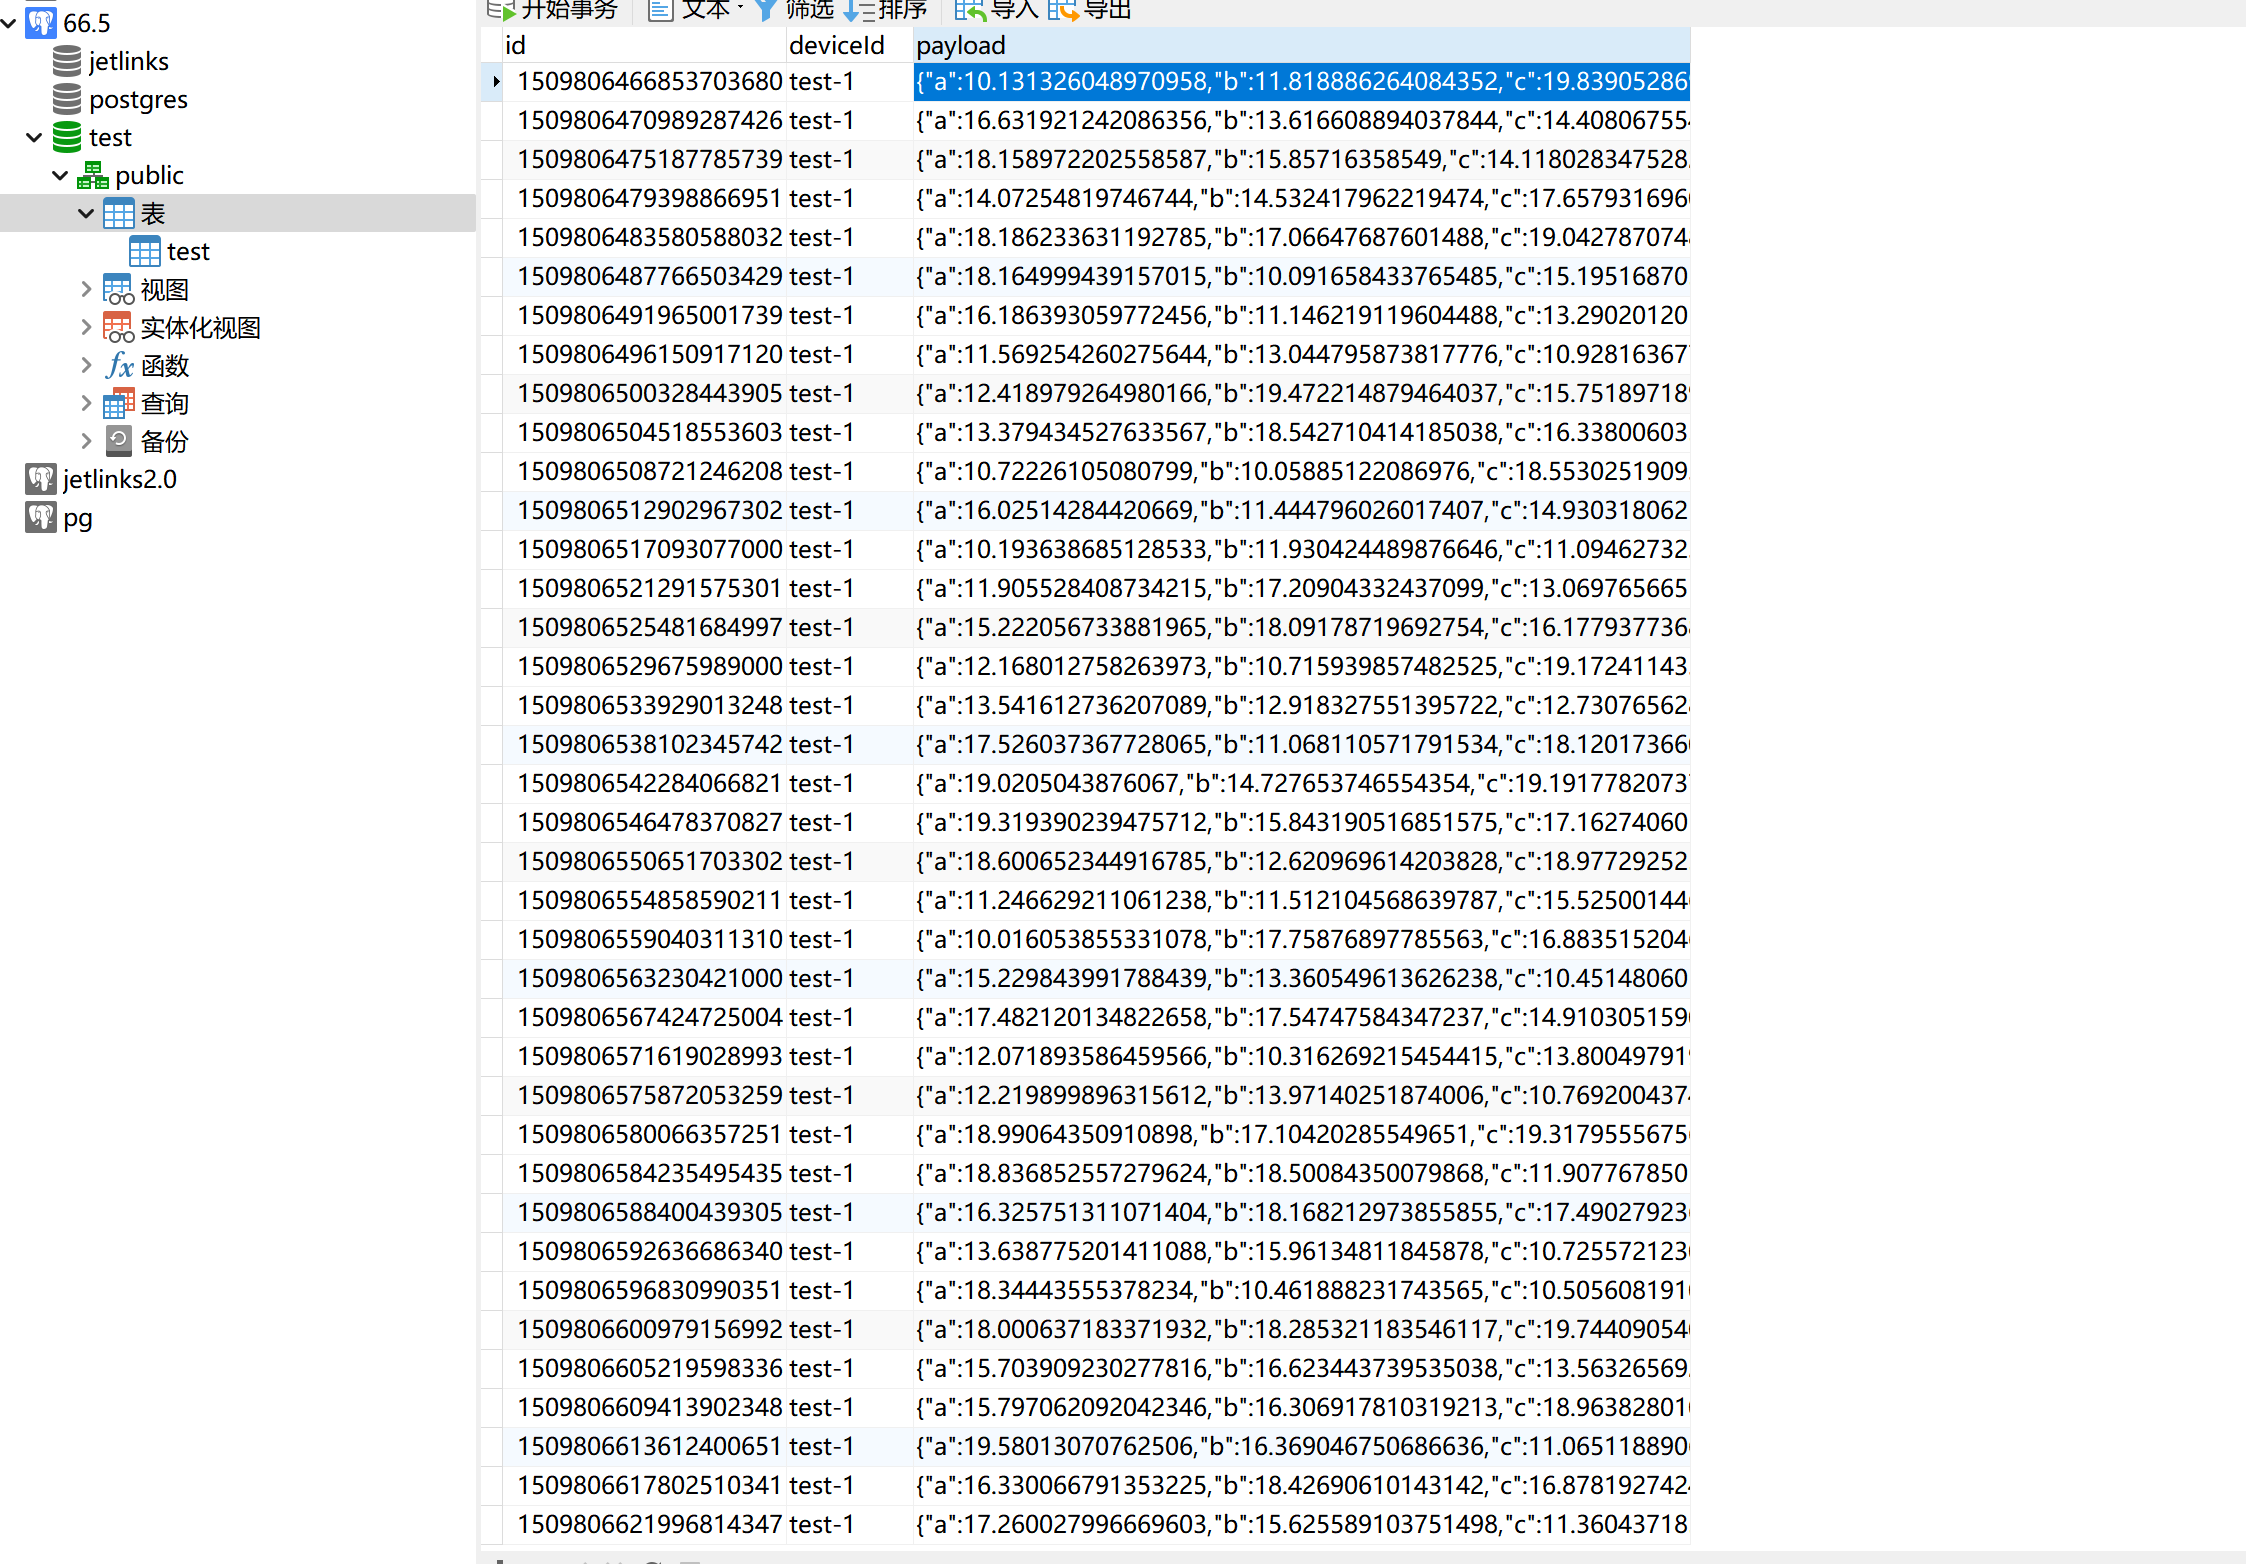 66.5
jetlinks
postgres
test
public
表
test
视图
实体化视图
函数
查询
备份
jetlinks2.0
pg
开始事务 文本 筛选 排序 导入 导出
id deviceId payload
1509806466853703680 test-1 {"a":10.131326048970958,"b":11.818886264084352,"c":19.83905286
1509806470989287426 test-1 {"a":16.631921242086356,"b":13.616608894037844,"c":14.40806755
1509806475187785739 test-1 {"a":18.158972202558587,"b":15.85716358549,"c":14.118028347528
1509806479398866951 test-1 {"a":14.07254819746744,"b":14.532417962219474,"c":17.657931696
1509806483580588032 test-1 {"a":18.186233631192785,"b":17.06647687601488,"c":19.042787074
1509806487766503429 test-1 {"a":18.164999439157015,"b":10.091658433765485,"c":15.19516870
1509806491965001739 test-1 {"a":16.186393059772456,"b":11.146219119604488,"c":13.29020120
1509806496150917120 test-1 {"a":11.569254260275644,"b":13.0447958738​17776,"c":10.92816367
1509806500328443905 test-1 {"a":12.418979264980166,"b":19.472214879464037,"c":15.75189718
1509806504518553603 test-1 {"a":13.379434527633567,"b":18.542710414185038,"c":16.33800603
1509806508721246208 test-1 {"a":10.72226105080799,"b":10.05885122086976,"c":18.5530251909
1509806512902967302 test-1 {"a":16.02514284420669,"b":11.444796026017407,"c":14.930318062
1509806517093077000 test-1 {"a":10.193638685128533,"b":11.930424489876646,"c":11.09462732
1509806521291575301 test-1 {"a":11.905528408734215,"b":17.20904332437099,"c":13.069765665
1509806525481684997 test-1 {"a":15.222056733881965,"b":18.09178719692754,"c":16.177937736
1509806529675989000 test-1 {"a":12.168012758263973,"b":10.715939857482525,"c":19.17241143
1509806533929013248 test-1 {"a":13.541612736207089,"b":12.918327551395722,"c":12.73076562
1509806538102345742 test-1 {"a":17.526037367728065,"b":11.068110571791534,"c":18.12017366
1509806542284066821 test-1 {"a":19.0205043876067,"b":14.727653746554354,"c":19.1917782073
1509806546478370827 test-1 {"a":19.319390239475712,"b":15.843190516851575,"c":17.16274060
1509806550651703302 test-1 {"a":18.600652344916785,"b":12.620969614203828,"c":18.97729252
1509806554858590211 test-1 {"a":11.246629211061238,"b":11.512104568639787,"c":15.52500144
1509806559040311310 test-1 {"a":10.016053855331078,"b":17.75876897785563,"c":16.883515204
1509806563230421000 test-1 {"a":15.229843991788439,"b":13.360549613626238,"c":10.45148060
1509806567424725004 test-1 {"a":17.482120134822658,"b":17.54747584347237,"c":14.910305159
1509806571619028993 test-1 {"a":12.071893586459566,"b":10.316269215454415,"c":13.80049791
1509806575872053259 test-1 {"a":12.219899896315612,"b":13.97140251874006,"c":10.769200437
1509806580066357251 test-1 {"a":18.99064350910898,"b":17.10420285549651,"c":19.3179555675
1509806584235495435 test-1 {"a":18.836852557279624,"b":18.50084350079868,"c":11.907767850
1509806588400439305 test-1 {"a":16.325751311071404,"b":18.168212973855855,"c":17.49027923
1509806592636686340 test-1 {"a":13.638775201411088,"b":15.96134811845878,"c":10.725572123
1509806596830990351 test-1 {"a":18.34443555378234,"b":10.461888231743565,"c":10.505608191
1509806600979156992 test-1 {"a":18.000637183371932,"b":18.285321183546117,"c":19.74409054
1509806605219598336 test-1 {"a":15.703909230277816,"b":16.623443739535038,"c":13.56326569
1509806609413902348 test-1 {"a":15.797062092042346,"b":16.306917810319213,"c":18.96382801
1509806613612400651 test-1 {"a":19.58013070762506,"b":16.369046750686636,"c":11.065118890
1509806617802510341 test-1 {"a":16.330066791353225,"b":18.42690610143142,"c":16.878192742
1509806621996814347 test-1 {"a":17.260027996669603,"b":15.625589103751498,"c":11.36043718